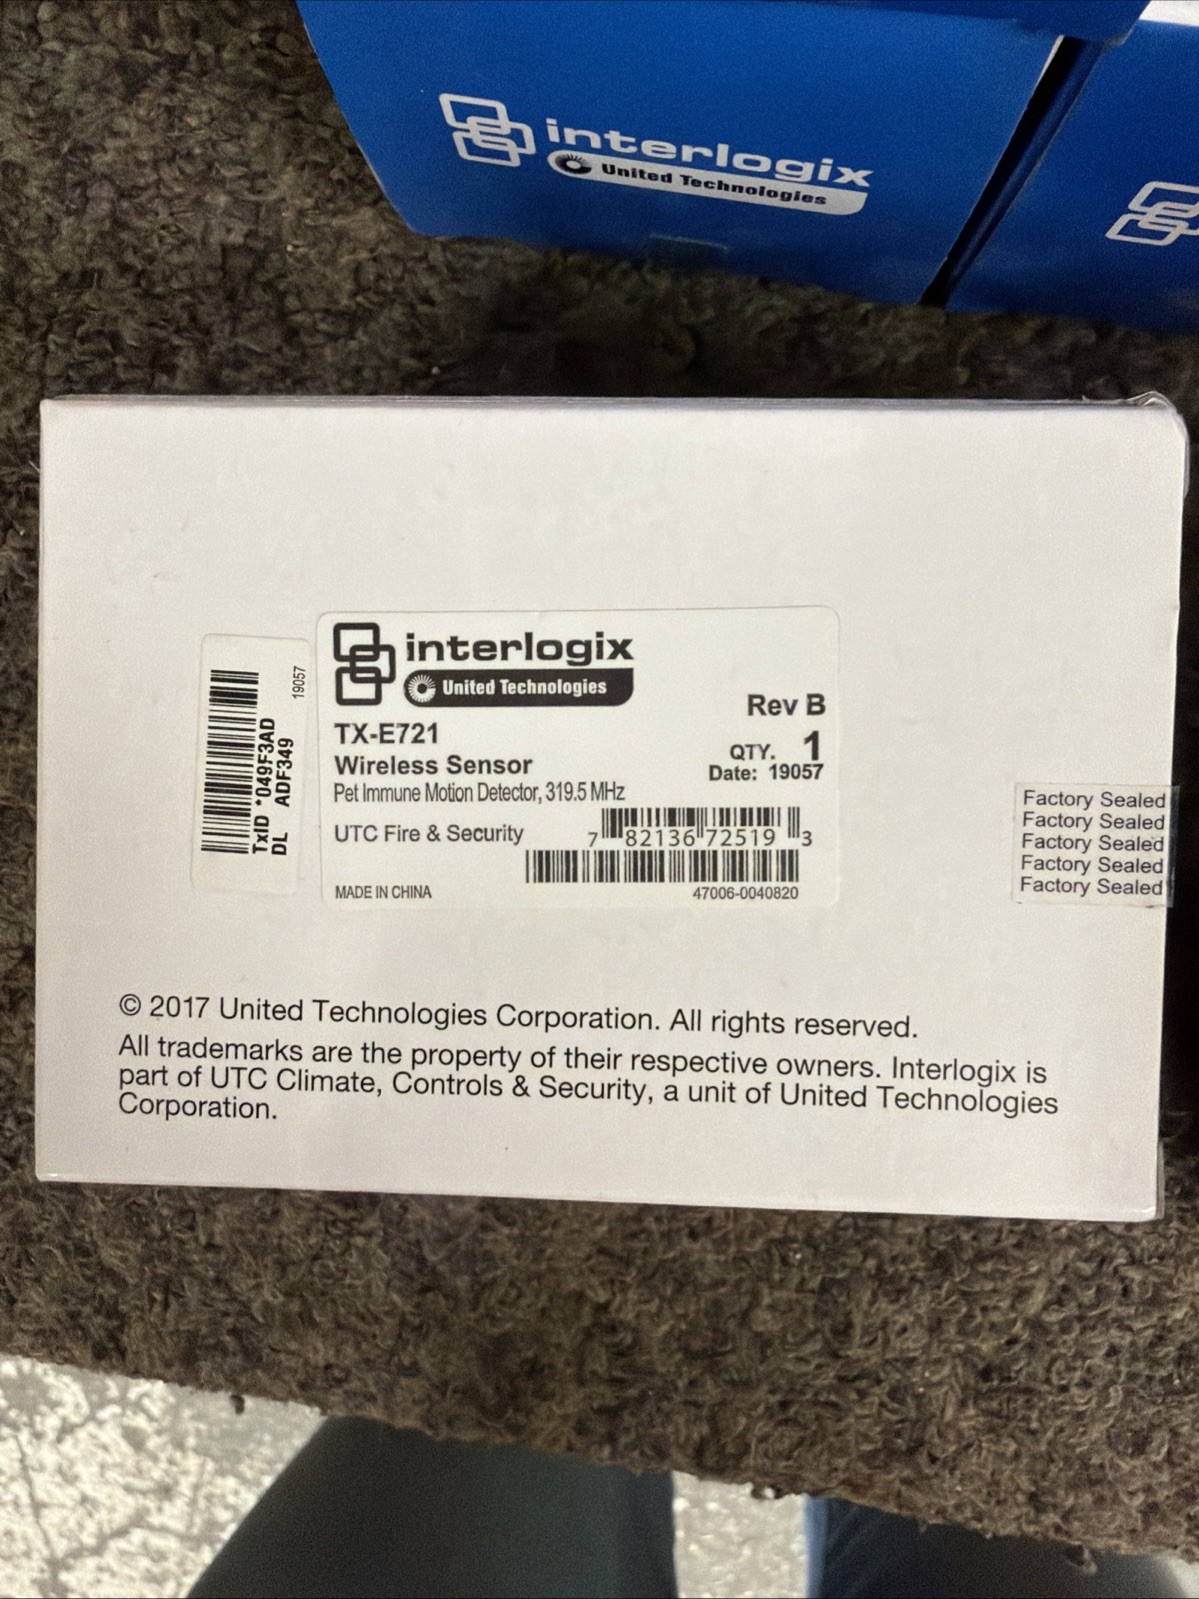 interlogix
United Technologies
interlogix
United Technologies
Rev B
TX-E721
QTY. 1
Wireless Sensor
Date: 19057
Pet Immune Motion Detector, 319.5 MHz
UTC Fire & Security
7 82136 72519 3
MADE IN CHINA
47006-0040820
19057
TxID *049F3AD
DL ADF349
Factory Sealed
Factory Sealed
Factory Sealed
Factory Sealed
Factory Sealed
© 2017 United Technologies Corporation. All rights reserved.
All trademarks are the property of their respective owners. Interlogix is
part of UTC Climate, Controls & Security, a unit of United Technologies
Corporation.